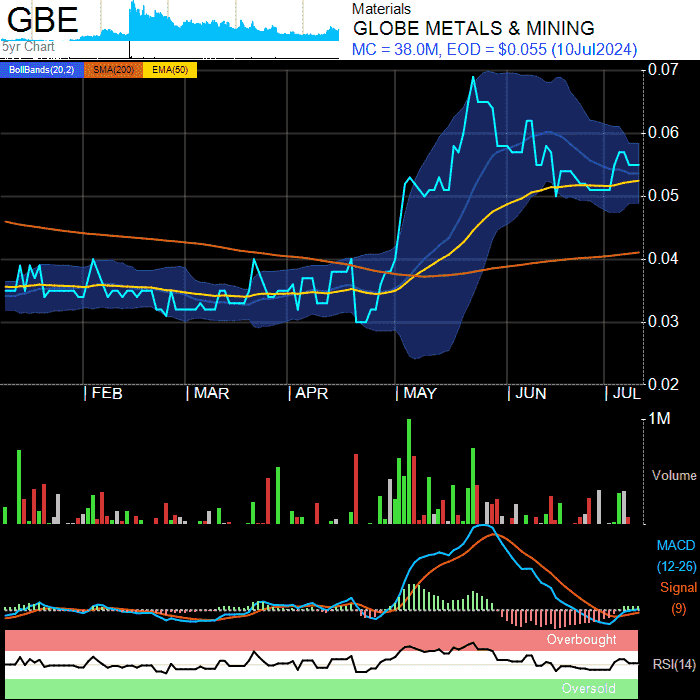 GBE
5yr Chart
Materials
GLOBE METALS & MINING
MC = 38.0M, EOD = $0.055 (10Jul2024)
BollBands(20,2) SMA(200) EMA(50)
0.07
0.06
0.05
0.04
0.03
0.02
FEB MAR APR MAY JUN JUL
1M
Volume
MACD
(12-26)
Signal
(9)
Overbought
RSI(14)
Oversold